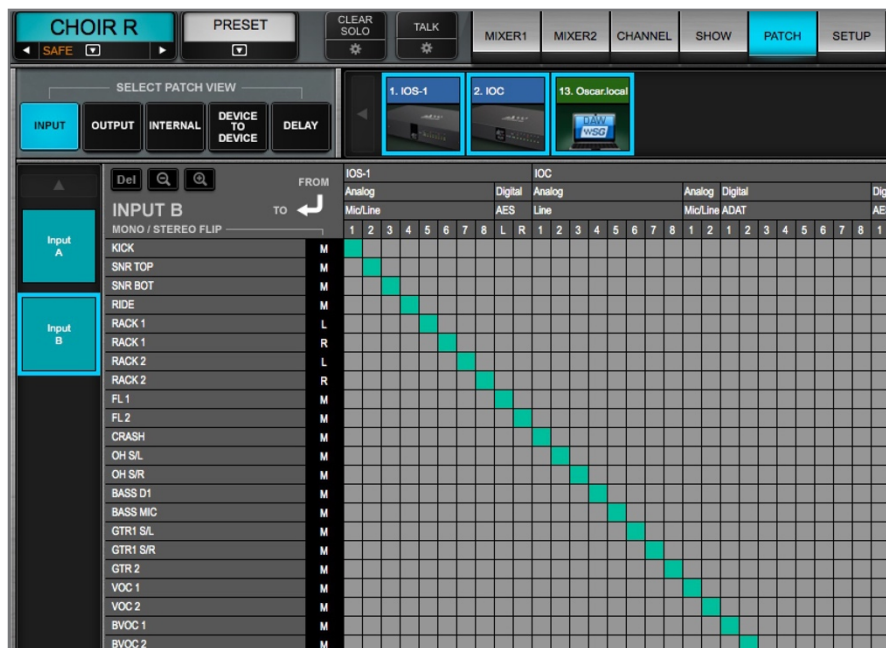 CHOIR R
PRESET
CLEAR SOLO
TALK
MIXER1
MIXER2
CHANNEL
SHOW
PATCH
SETUP
SAFE
SELECT PATCH VIEW
INPUT
OUTPUT
INTERNAL
DEVICE TO DEVICE
DELAY
1. IOS-1
2. IOC
13. Oscar.local
DAW
WSG
Del
FROM
INPUT B
TO
MONO / STEREO FLIP
Input A
Input B
IOS-1 IOC
Analog Digital Analog Analog Digital Dig
Mic/Line AES Line Mic/Line ADAT AE
1 2 3 4 5 6 7 8 L R 1 2 3 4 5 6 7 8 1 2 1 2 3 4 5 6 7 8 1
KICK M
SNR TOP M
SNR BOT M
RIDE M
RACK 1 L
RACK 1 R
RACK 2 L
RACK 2 R
FL 1 M
FL 2 M
CRASH M
OH S/L M
OH S/R M
BASS D1 M
BASS MIC M
GTR1 S/L M
GTR1 S/R M
GTR 2 M
VOC 1 M
VOC 2 M
BVOC 1 M
BVOC 2 M